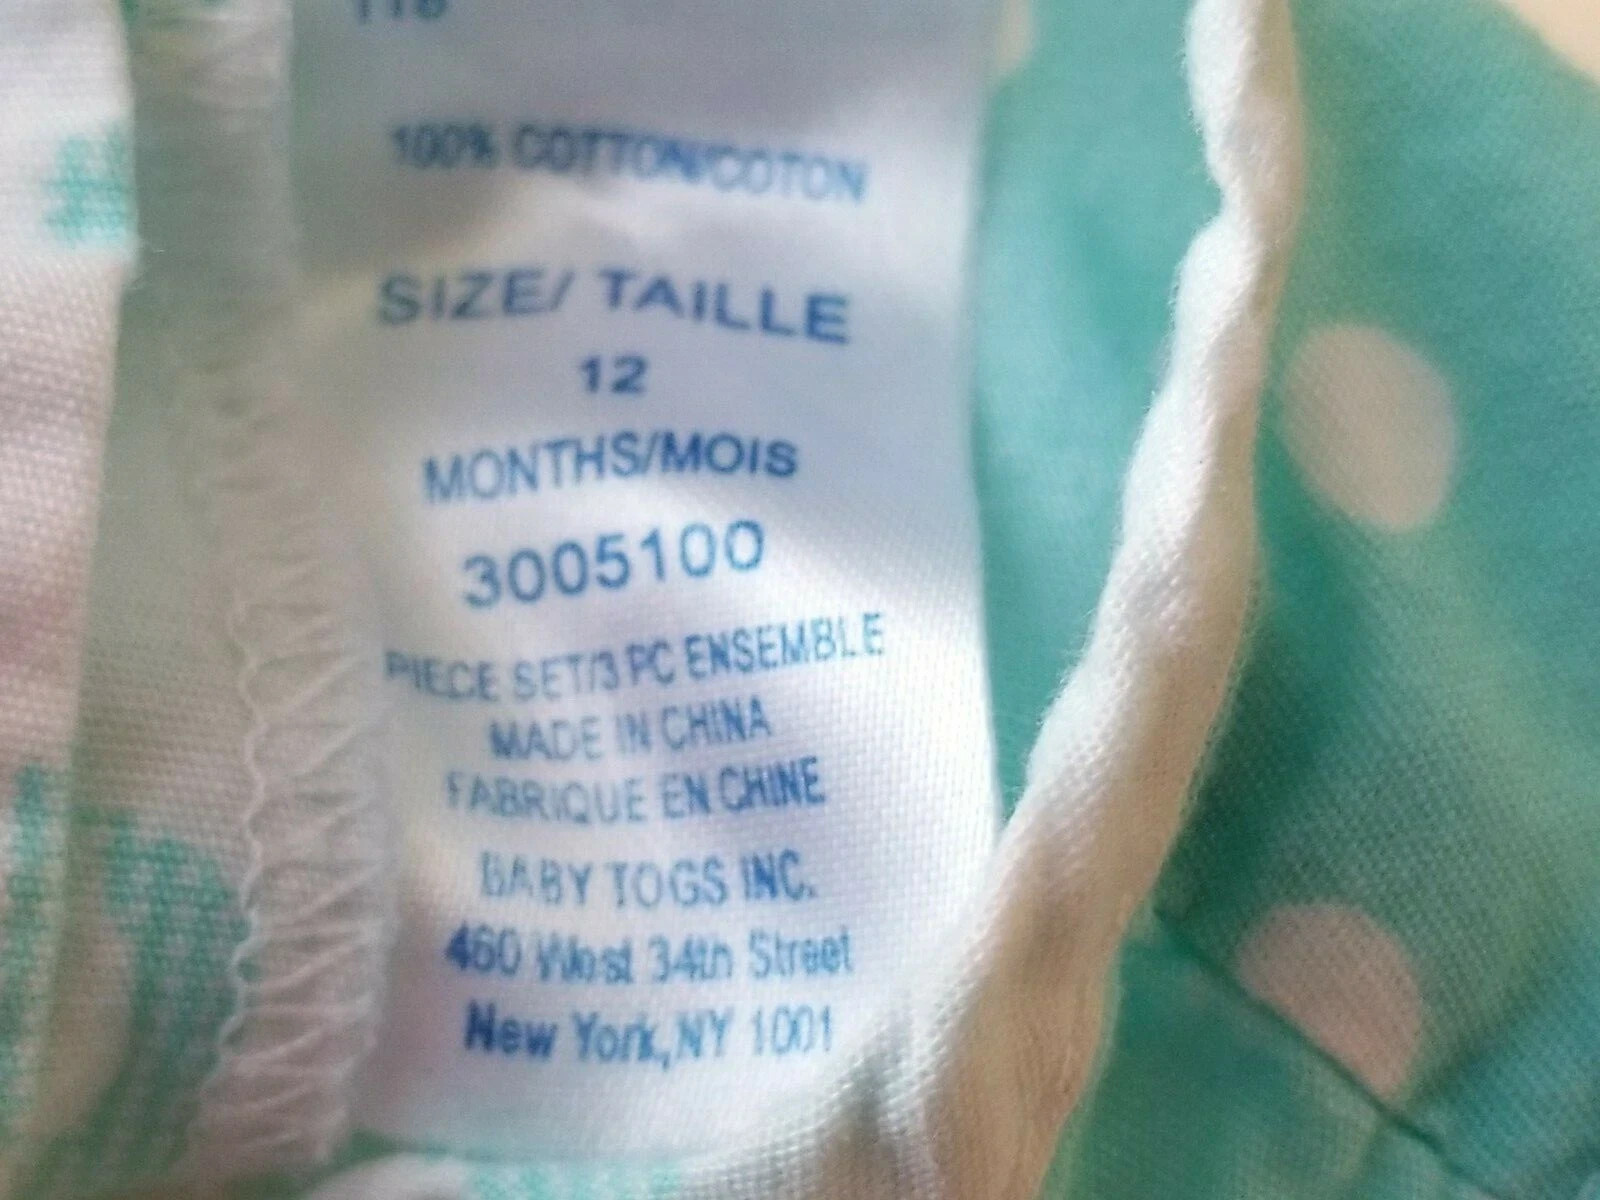 100% COTTON/COTON
SIZE/ TAILLE
12
MONTHS/MOIS
3005100
PIECE SET/3 PC ENSEMBLE
MADE IN CHINA
FABRIQUE EN CHINE
BABY TOGS INC.
460 West 34th Street
New York,NY 1001